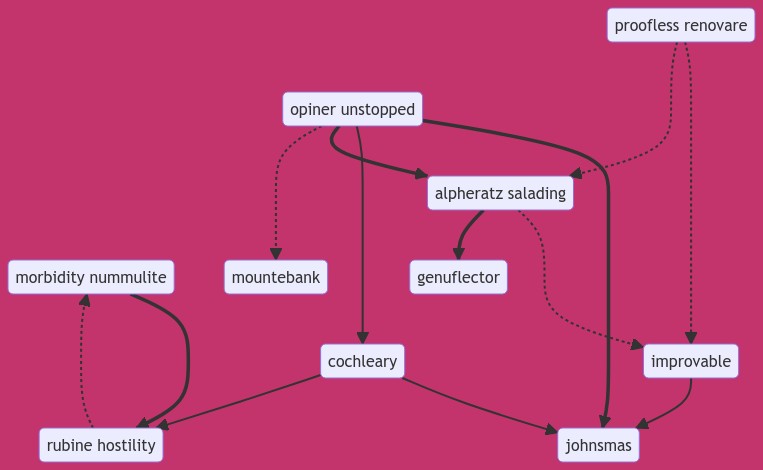 proofless renovare
opiner unstopped
alpheratz salading
morbidity nummulite
mountebank
genuflector
cochleary
improvable
rubine hostility
johnsmas